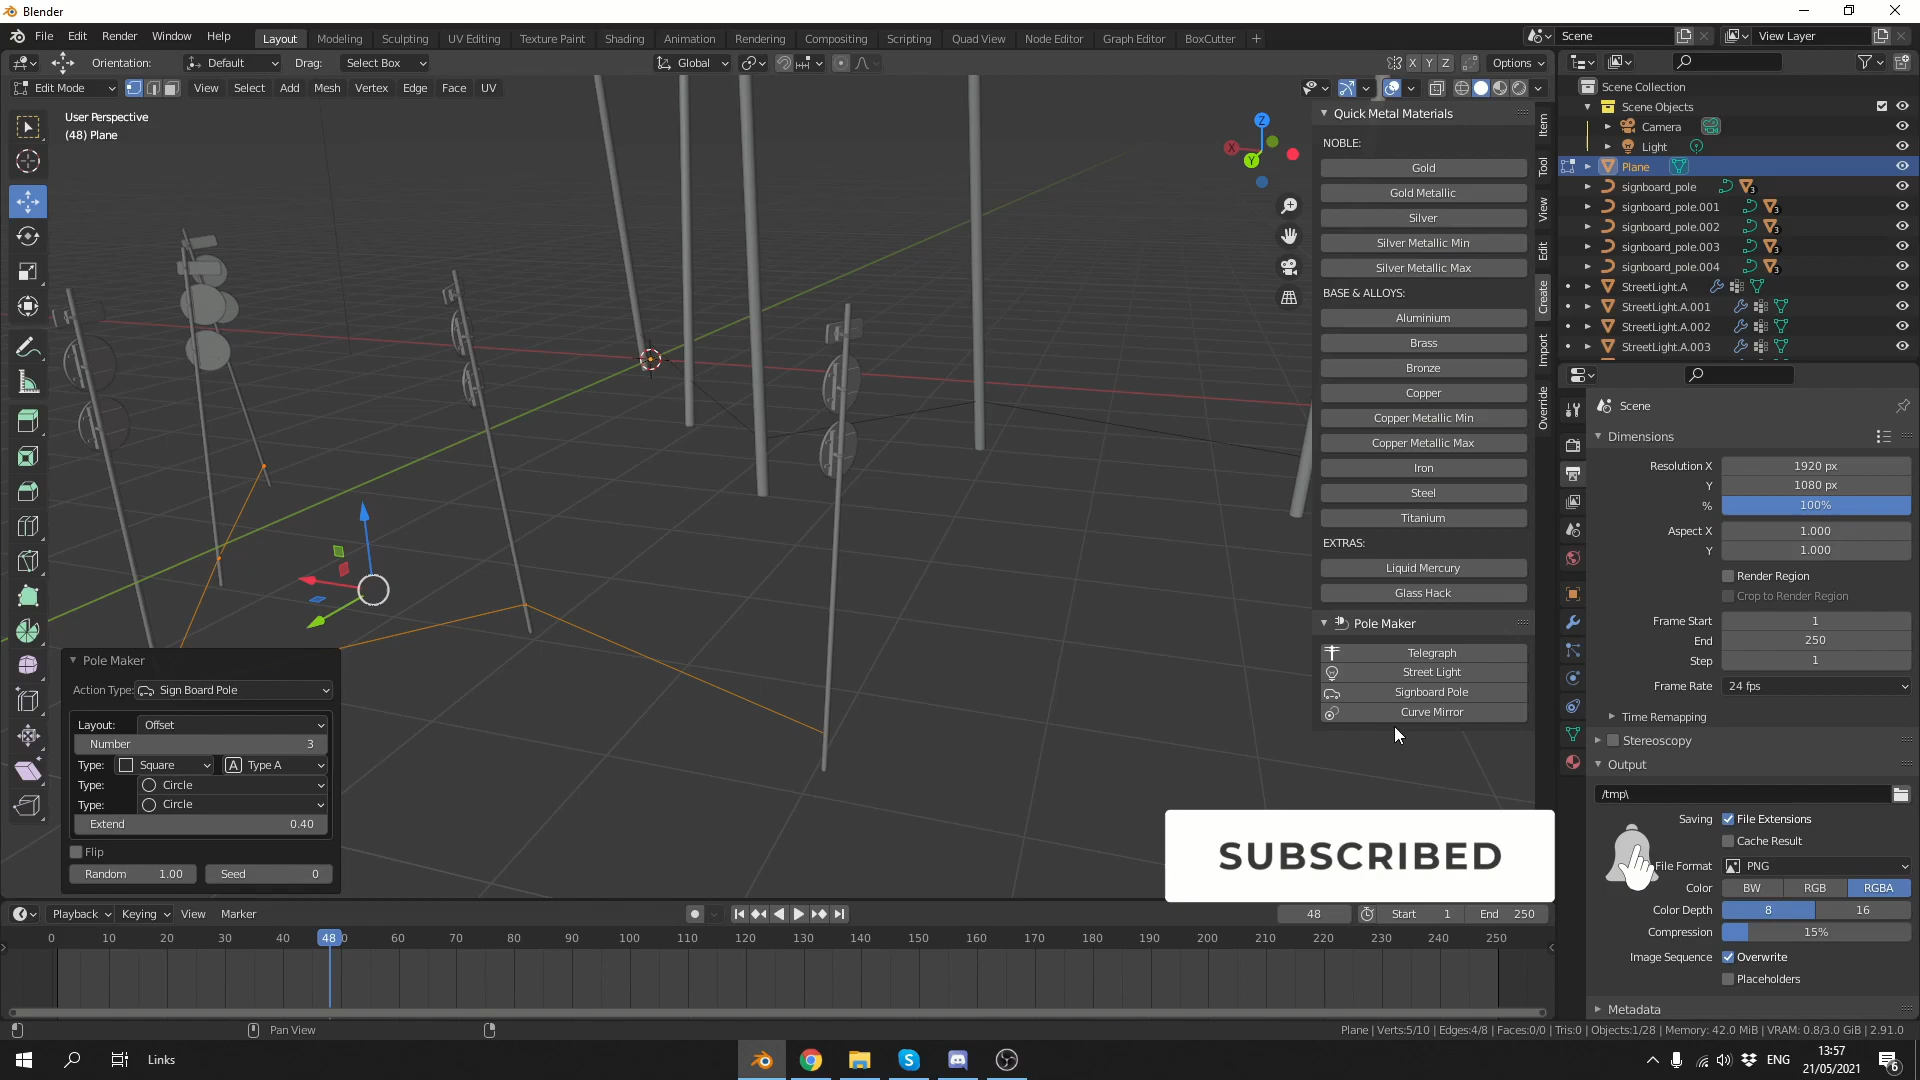 Blender
File Edit Render Window Help Layout Modeling Sculpting UV Editing Texture Paint Shading Animation Rendering Compositing Scripting Quad View Node Editor Graph Editor BoxCutter + Scene View Layer
Orientation: Default Drag: Select Box Global X Y Z Options
Edit Mode View Select Add Mesh Vertex Edge Face UV
User Perspective
(48) Plane
Z
X
Y
Quick Metal Materials
NOBLE:
Gold
Gold Metallic
Silver
Silver Metallic Min
Silver Metallic Max
BASE & ALLOYS:
Aluminium
Brass
Bronze
Copper
Copper Metallic Min
Copper Metallic Max
Iron
Steel
Titanium
EXTRAS:
Liquid Mercury
Glass Hack
Pole Maker
Telegraph
Street Light
Signboard Pole
Curve Mirror
Item
Tool
View
Edit
Create
Import
Override
Scene Collection
Scene Objects
Camera
Light
Plane
signboard_pole 3
signboard_pole.001 3
signboard_pole.002 3
signboard_pole.003 3
signboard_pole.004 3
StreetLight.A
StreetLight.A.001
StreetLight.A.002
StreetLight.A.003
Scene
Dimensions
Resolution X 1920 px
Y 1080 px
% 100%
Aspect X 1.000
Y 1.000
Render Region
Crop to Render Region
Frame Start 1
End 250
Step 1
Frame Rate 24 fps
Time Remapping
Stereoscopy
Output
/tmp\
Saving File Extensions
Cache Result
File Format PNG
Color BW RGB RGBA
Color Depth 8 16
Compression 15%
Image Sequence Overwrite
Placeholders
Metadata
Pole Maker
Action Type: Sign Board Pole
Layout: Offset
Number 3
Type: Square A Type A
Type: Circle
Type: Circle
Extend 0.40
Flip
Random 1.00 Seed 0
SUBSCRIBED
Playback Keying View Marker 48 Start 1 End 250
0 10 20 30 40 48 0 60 70 80 90 100 110 120 130 140 150 160 170 180 190 200 210 220 230 240 250
Pan View
Plane | Verts:5/10 | Edges:4/8 | Faces:0/0 | Tris:0 | Objects:1/28 | Memory: 42.0 MiB | VRAM: 0.8/3.0 GiB | 2.91.0
Links
ENG
13:57
21/05/2021
6